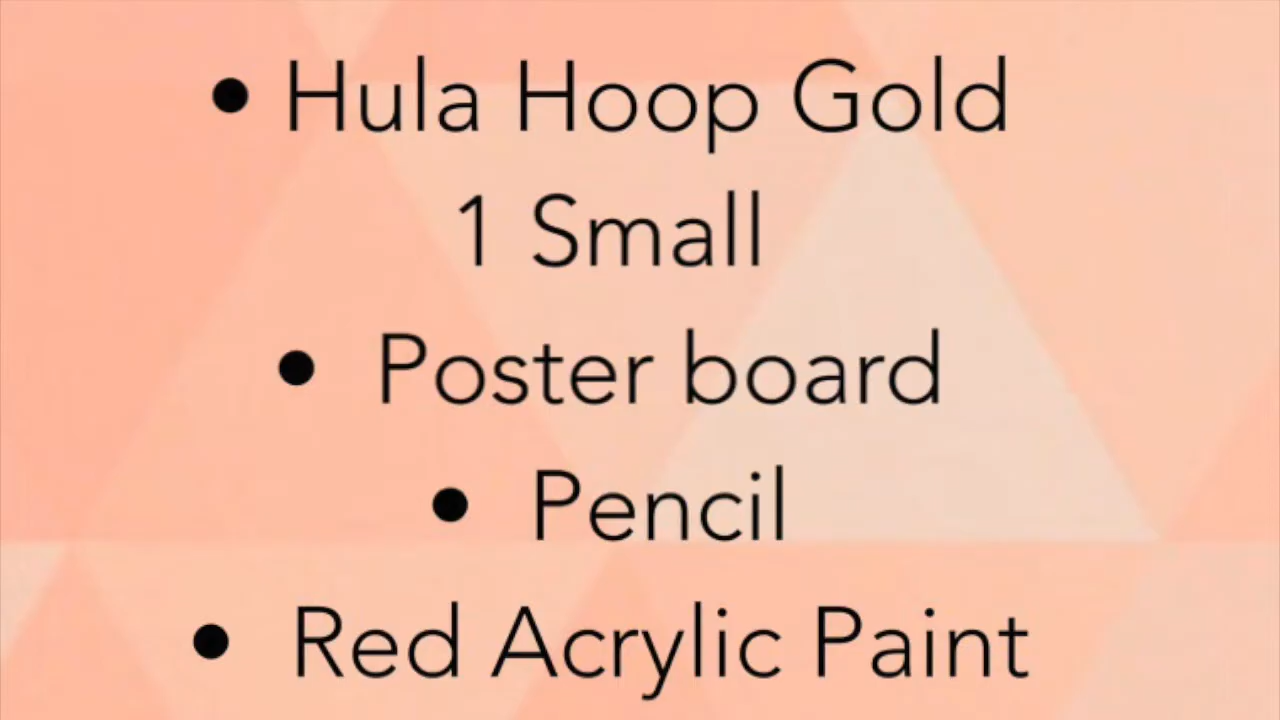 • Hula Hoop Gold
1 Small
• Poster board
• Pencil
• Red Acrylic Paint